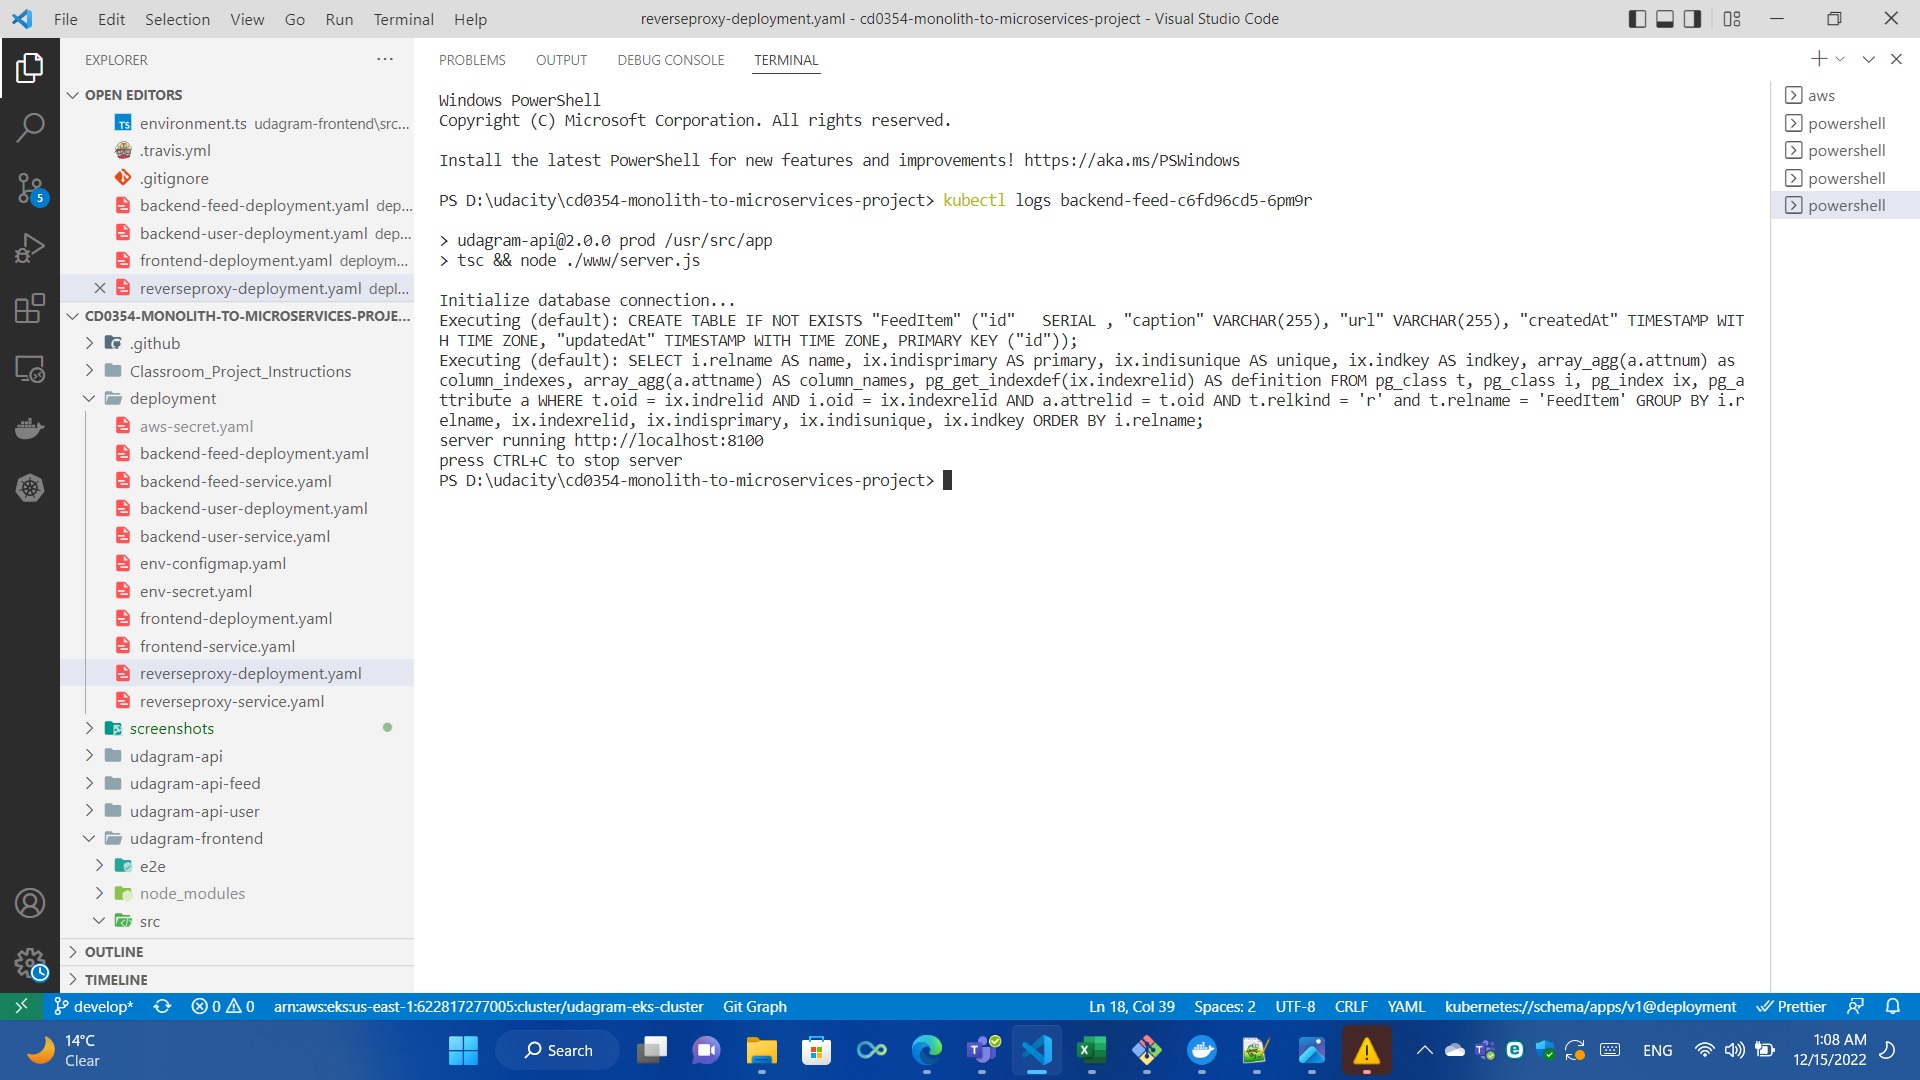 File Edit Selection View Go Run Terminal Help
reverseproxy-deployment.yaml - cd0354-monolith-to-microservices-project - Visual Studio Code
EXPLORER
OPEN EDITORS
TS environment.ts udagram-frontend\src...
.travis.yml
.gitignore
backend-feed-deployment.yaml dep...
backend-user-deployment.yaml dep...
frontend-deployment.yaml deploym...
reverseproxy-deployment.yaml depl...
CD0354-MONOLITH-TO-MICROSERVICES-PROJE...
.github
Classroom_Project_Instructions
deployment
aws-secret.yaml
backend-feed-deployment.yaml
backend-feed-service.yaml
backend-user-deployment.yaml
backend-user-service.yaml
env-configmap.yaml
env-secret.yaml
frontend-deployment.yaml
frontend-service.yaml
reverseproxy-deployment.yaml
reverseproxy-service.yaml
screenshots
udagram-api
udagram-api-feed
udagram-api-user
udagram-frontend
e2e
node_modules
src
OUTLINE
TIMELINE
5
PROBLEMS OUTPUT DEBUG CONSOLE TERMINAL
Windows PowerShell
Copyright (C) Microsoft Corporation. All rights reserved.
Install the latest PowerShell for new features and improvements! https://aka.ms/PSWindows
PS D:\udacity\cd0354-monolith-to-microservices-project> kubectl logs backend-feed-c6fd96cd5-6pm9r
> udagram-api@2.0.0 prod /usr/src/app
> tsc && node ./www/server.js
Initialize database connection...
Executing (default): CREATE TABLE IF NOT EXISTS "FeedItem" ("id"   SERIAL , "caption" VARCHAR(255), "url" VARCHAR(255), "createdAt" TIMESTAMP WIT
H TIME ZONE, "updatedAt" TIMESTAMP WITH TIME ZONE, PRIMARY KEY ("id"));
Executing (default): SELECT i.relname AS name, ix.indisprimary AS primary, ix.indisunique AS unique, ix.indkey AS indkey, array_agg(a.attnum) as
column_indexes, array_agg(a.attname) AS column_names, pg_get_indexdef(ix.indexrelid) AS definition FROM pg_class t, pg_class i, pg_index ix, pg_a
ttribute a WHERE t.oid = ix.indrelid AND i.oid = ix.indexrelid AND a.attrelid = t.oid AND t.relkind = 'r' and t.relname = 'FeedItem' GROUP BY i.r
elname, ix.indexrelid, ix.indisprimary, ix.indisunique, ix.indkey ORDER BY i.relname;
server running http://localhost:8100
press CTRL+C to stop server
PS D:\udacity\cd0354-monolith-to-microservices-project>
aws
powershell
powershell
powershell
powershell
develop* 0 0 arn:aws:eks:us-east-1:622817277005:cluster/udagram-eks-cluster Git Graph
Ln 18, Col 39 Spaces: 2 UTF-8 CRLF YAML kubernetes://schema/apps/v1@deployment Prettier
14°C
Clear
Search
ENG
1:08 AM
12/15/2022